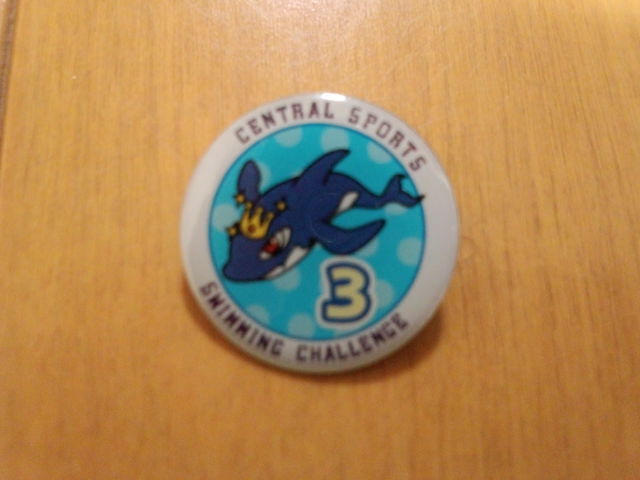 CENTRAL SPORTS
3
SWIMMING CHALLENGE